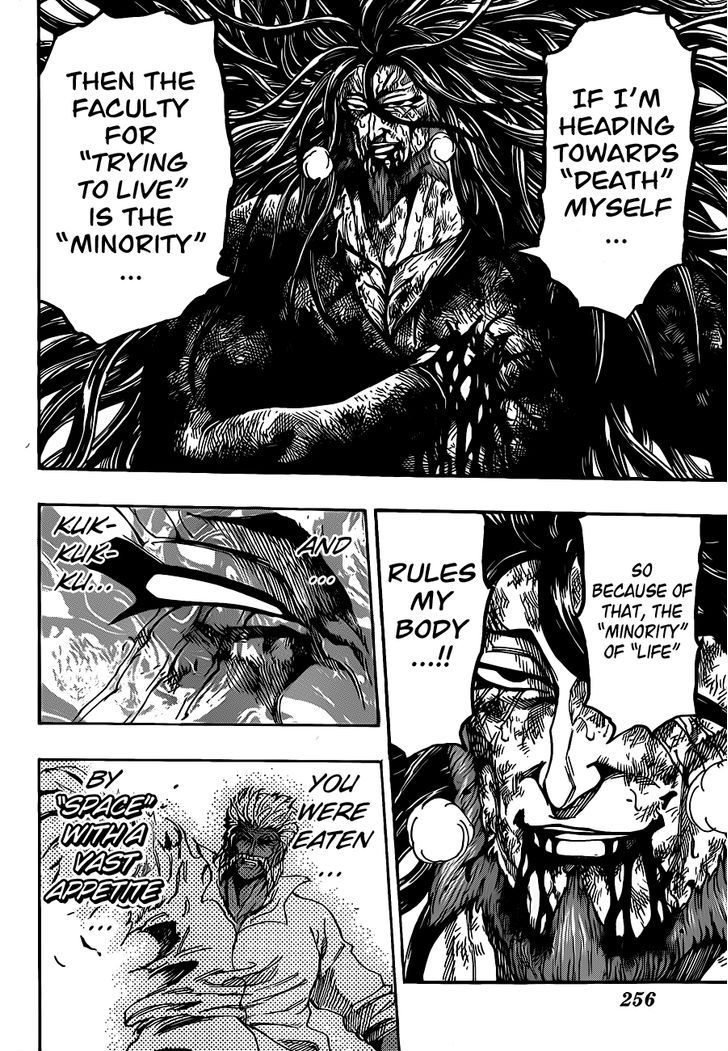 IF I'M
HEADING
TOWARDS
"DEATH"
MYSELF
...
THEN THE
FACULTY
FOR
"TRYING
TO LIVE"
IS THE
"MINORITY"
...
SO
BECAUSE OF
THAT, THE
"MINORITY"
OF "LIFE"
RULES
MY
BODY
...!!
AND
...
KUK-
KUK-
KU...
YOU
WERE
EATEN
...
BY
"SPACE"
WITH A
VAST
APPETITE
...
256